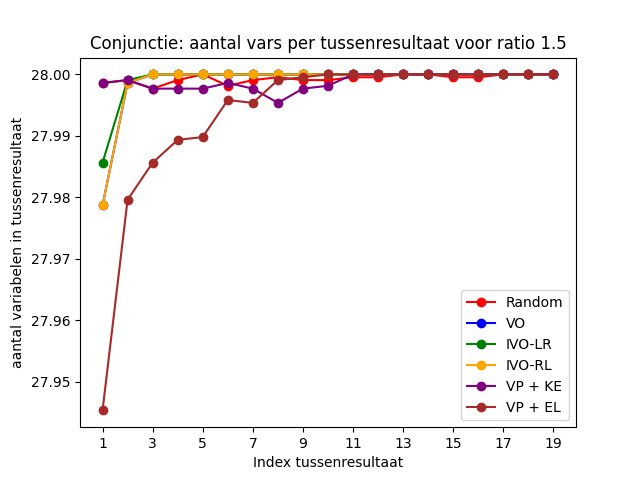 Conjunctie: aantal vars per tussenresultaat voor ratio 1.5
aantal variabelen in tussenresultaat
28.00
27.99
27.98
27.97
27.96
27.95
Random
VO
IVO-LR
IVO-RL
VP + KE
VP + EL
1 3 5 7 9 11 13 15 17 19
Index tussenresultaat